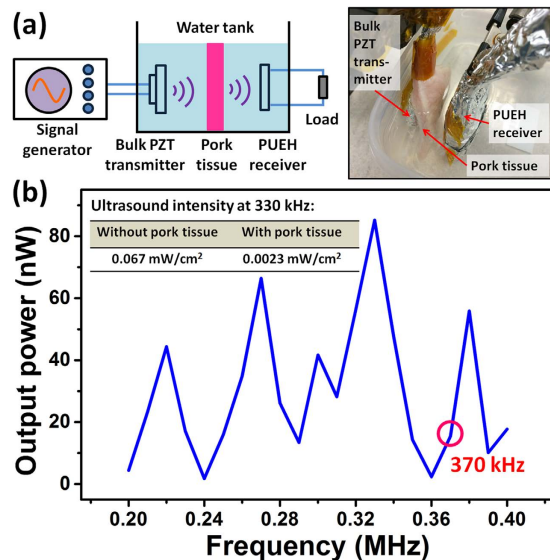 (a)
Water tank
Signal
generator
Bulk PZT
transmitter
Pork
tissue
PUEH
receiver
Load
Bulk
PZT
trans-
mitter
PUEH
receiver
Pork tissue
(b)
Ultrasound intensity at 330 kHz:
Without pork tissue With pork tissue
0.067 mW/cm² 0.0023 mW/cm²
370 kHz
Output power (nW)
80
60
40
20
0
0.20 0.24 0.28 0.32 0.36 0.40
Frequency (MHz)